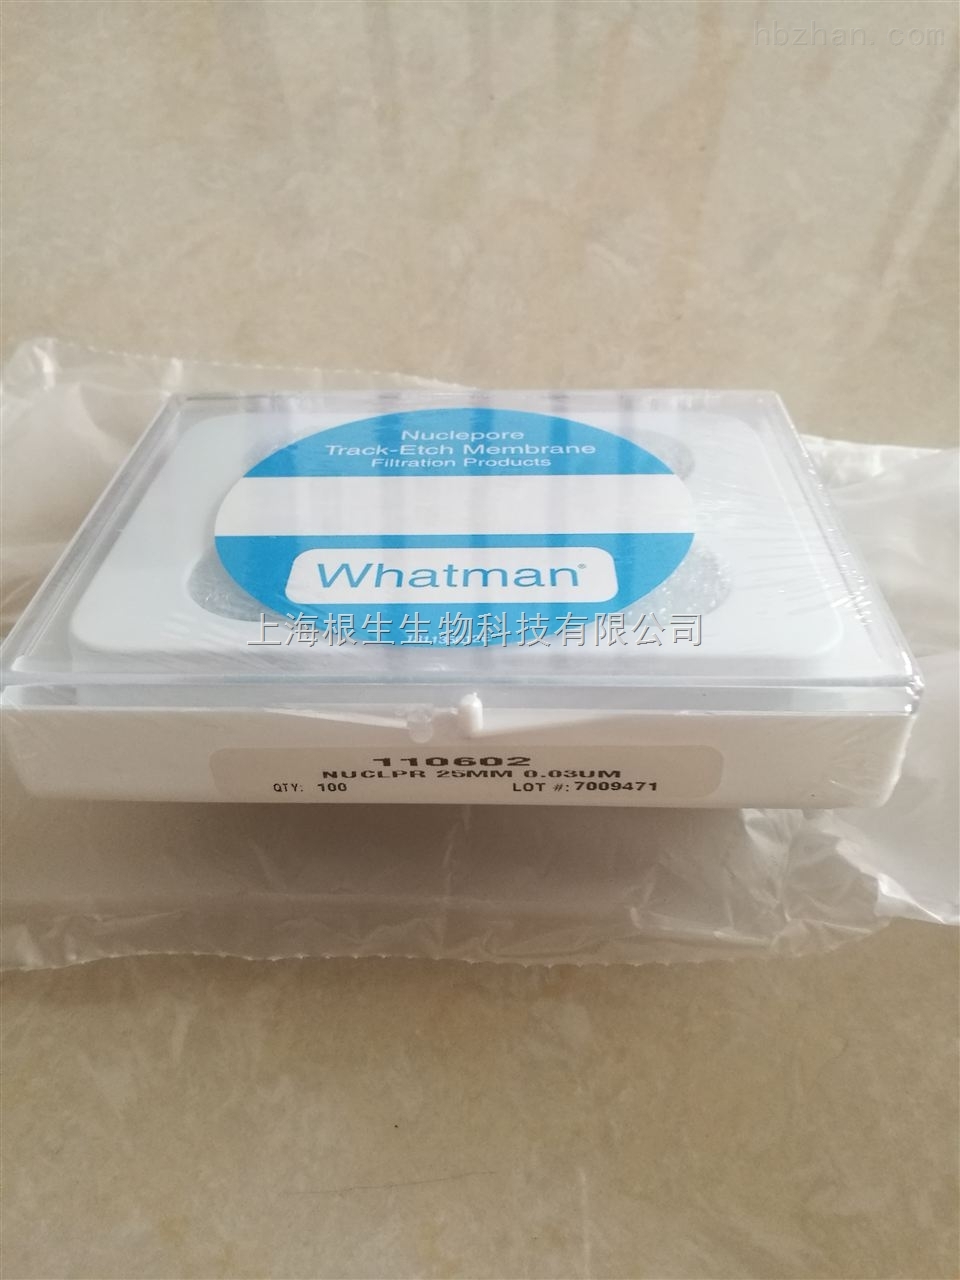 hbzhan.com
Nuclepore
Track-Etch Membrane
Filtration Products
Whatman®
上海根生生物科技有限公司
110602
NUCLPR 25MM 0.03UM
QTY: 100 LOT #: 7009471